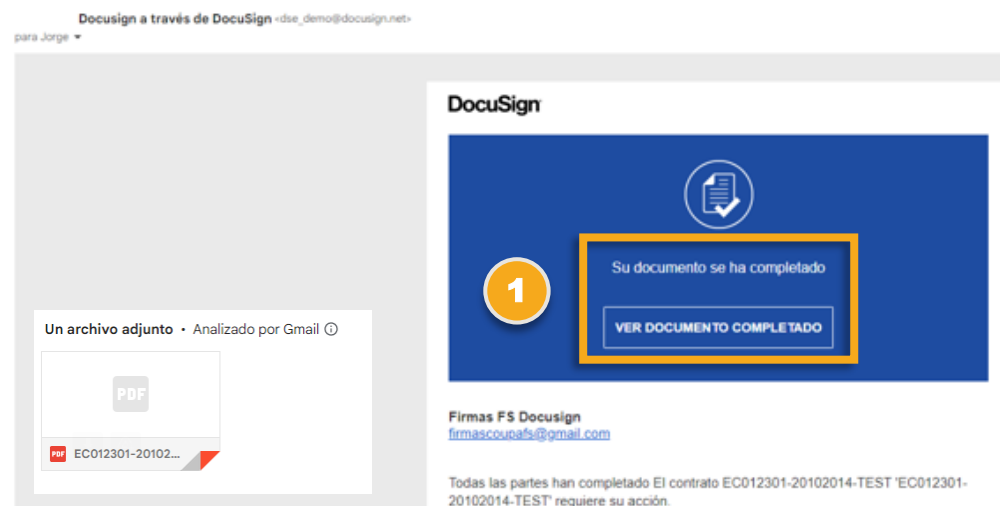 Docusign a través de DocuSign <dse_demo@docusign.net>
para Jorge
DocuSign
Su documento se ha completado
1
VER DOCUMENTO COMPLETADO
Un archivo adjunto • Analizado por Gmail
PDF
PDF EC012301-20102...
Firmas FS Docusign
firmascoupafs@gmail.com
Todas las partes han completado El contrato EC012301-20102014-TEST 'EC012301-
20102014-TEST' requiere su acción.